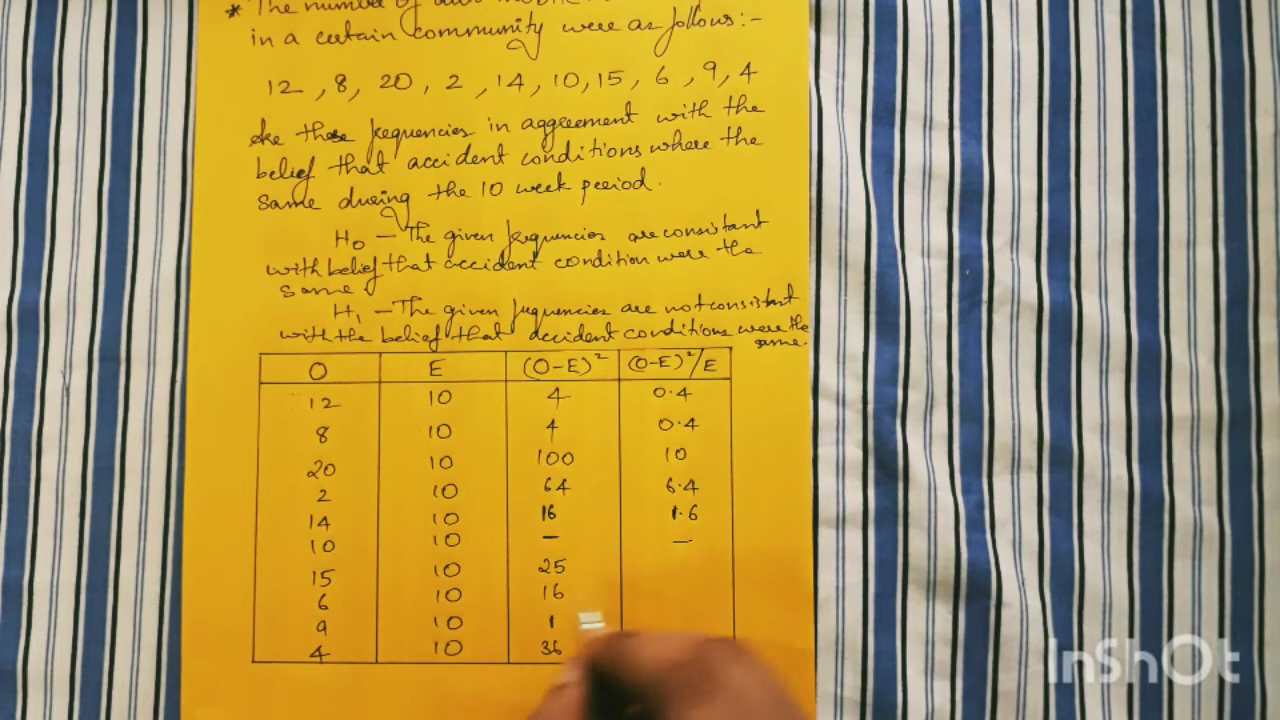 * The number of
in a certain community were as follows:-
12, 8, 20, 2, 14, 10, 15, 6, 9, 4
Are these frequencies in aggreement with the
belief that accident conditions where the
same during the 10 week period.
H0 - The given frequencies are consistant
with belief that accident condition were the
same.
H1 - The given frequencies are not consistant
with the belief that accident conditions were the
same.
O E (O-E)² (O-E)²/E
12 10 4 0.4
8 10 4 0.4
20 10 100 10
2 10 64 6.4
14 10 16 1.6
10 10 — —
15 10 25
6 10 16
9 10 1
4 10 36
InShOt